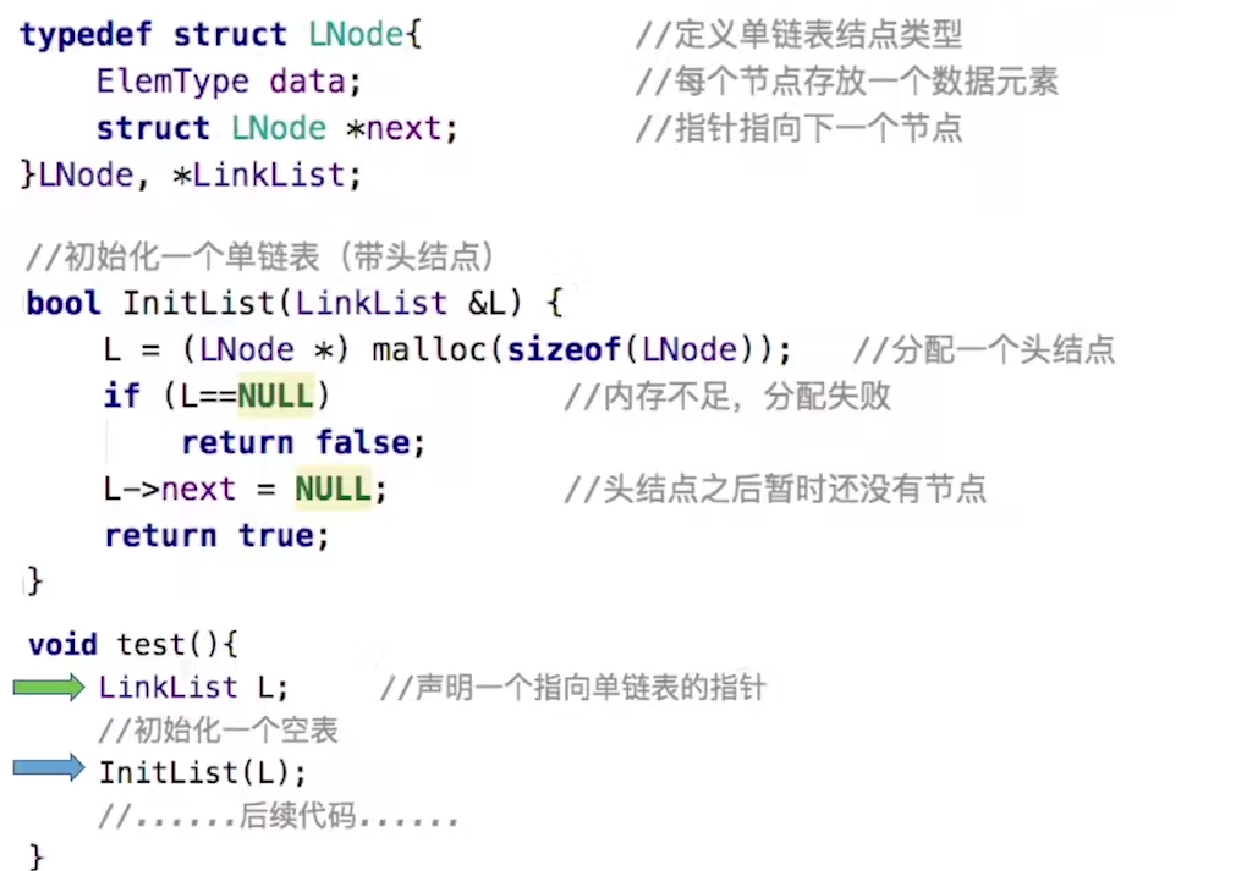 typedef struct LNode{ //定义单链表结点类型
ElemType data; //每个节点存放一个数据元素
struct LNode *next; //指针指向下一个节点
}LNode, *LinkList;
//初始化一个单链表（带头结点）
bool InitList(LinkList &L) {
L = (LNode *) malloc(sizeof(LNode)); //分配一个头结点
if (L==NULL) //内存不足，分配失败
return false;
L->next = NULL; //头结点之后暂时还没有节点
return true;
}
void test(){
LinkList L; //声明一个指向单链表的指针
//初始化一个空表
InitList(L);
//......后续代码......
}